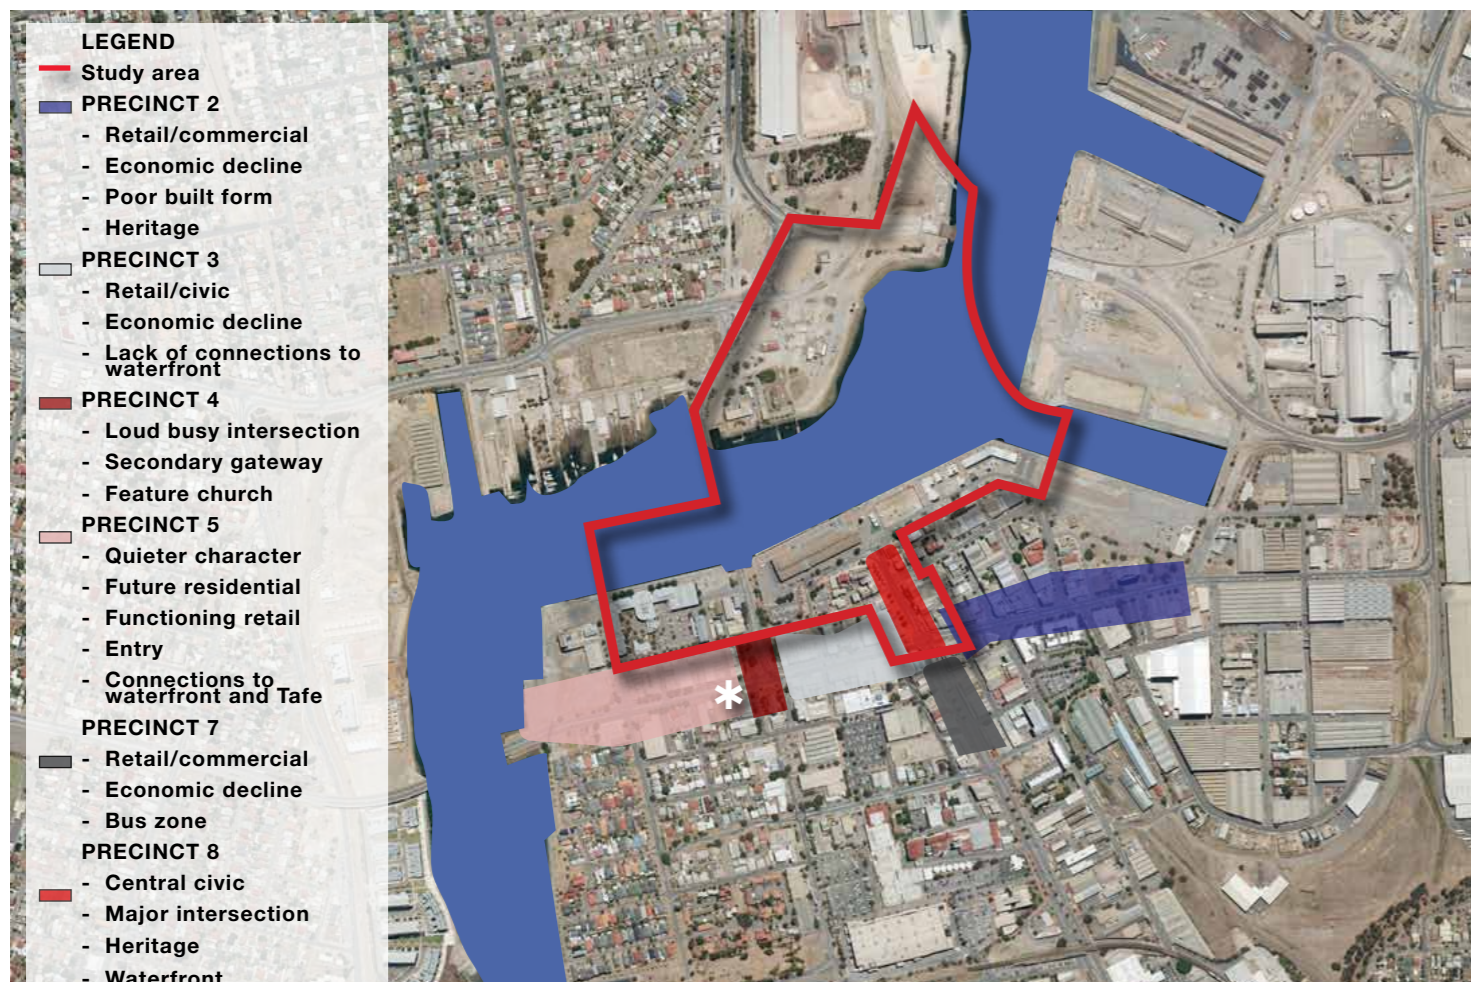 LEGEND
Study area
PRECINCT 2
- Retail/commercial
- Economic decline
- Poor built form
- Heritage
PRECINCT 3
- Retail/civic
- Economic decline
- Lack of connections to
waterfront
PRECINCT 4
- Loud busy intersection
- Secondary gateway
- Feature church
PRECINCT 5
- Quieter character
- Future residential
- Functioning retail
- Entry
- Connections to
waterfront and Tafe
PRECINCT 7
- Retail/commercial
- Economic decline
- Bus zone
PRECINCT 8
- Central civic
- Major intersection
- Heritage
- Waterfront
*